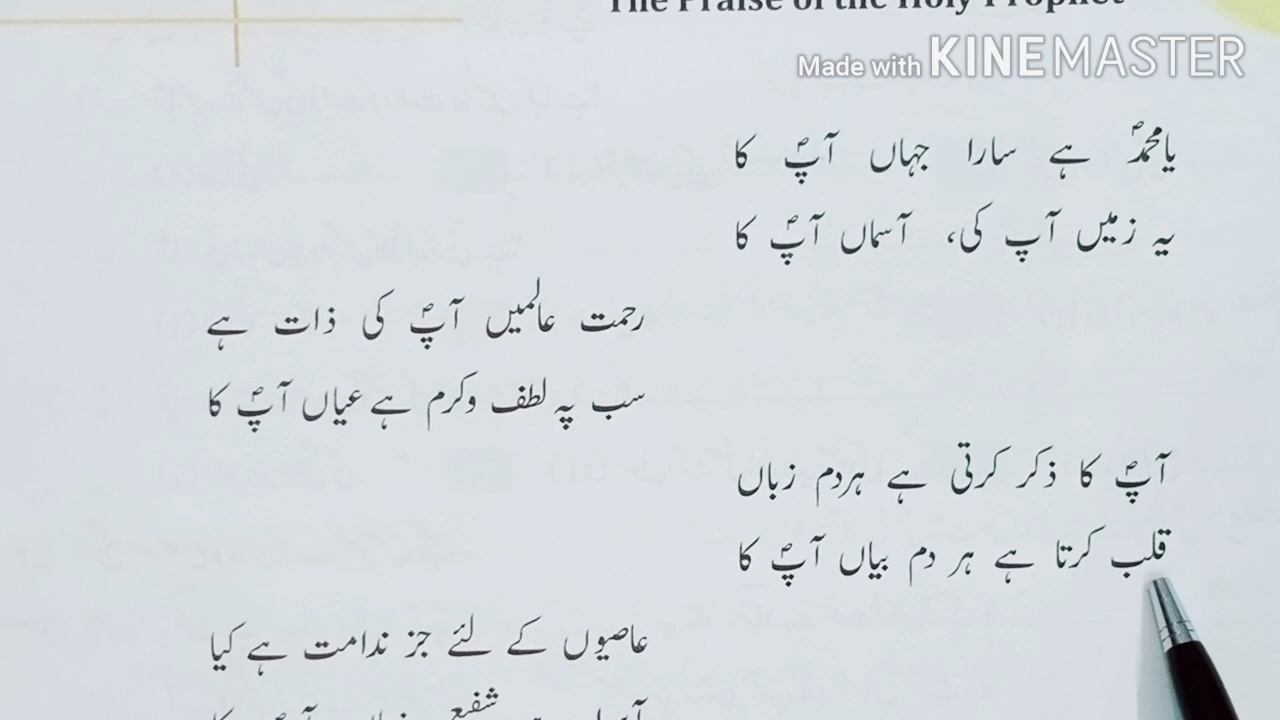 The Praise of the Holy Prophet
Made with KINEMASTER
یامحمدؐ ہے سارا جہاں آپؐ کا
یہ زمیں آپ کی، آسماں آپؐ کا
رحمت عالمیں آپؐ کی ذات ہے
سب پہ لطف وکرم ہے عیاں آپؐ کا
آپؐ کا ذکر کرتی ہے ہردم زباں
قلب کرتا ہے ہر دم بیاں آپؐ کا
عاصیوں کے لئے جز ندامت ہے کیا
شفیع